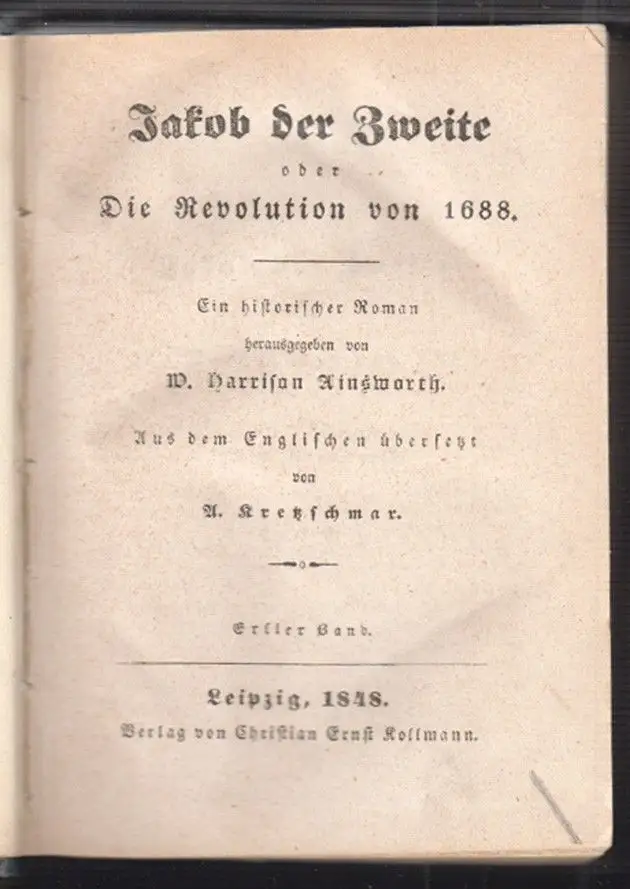 Jakob der Zweite
oder
Die Revolution von 1688.
Ein historischer Roman
herausgegeben von
W. Harrison Ainsworth.
Aus dem Englischen übersetzt
von
A. Kretzschmar.
Erster Band.
Leipzig, 1848.
Verlag von Christian Ernst Kollmann.